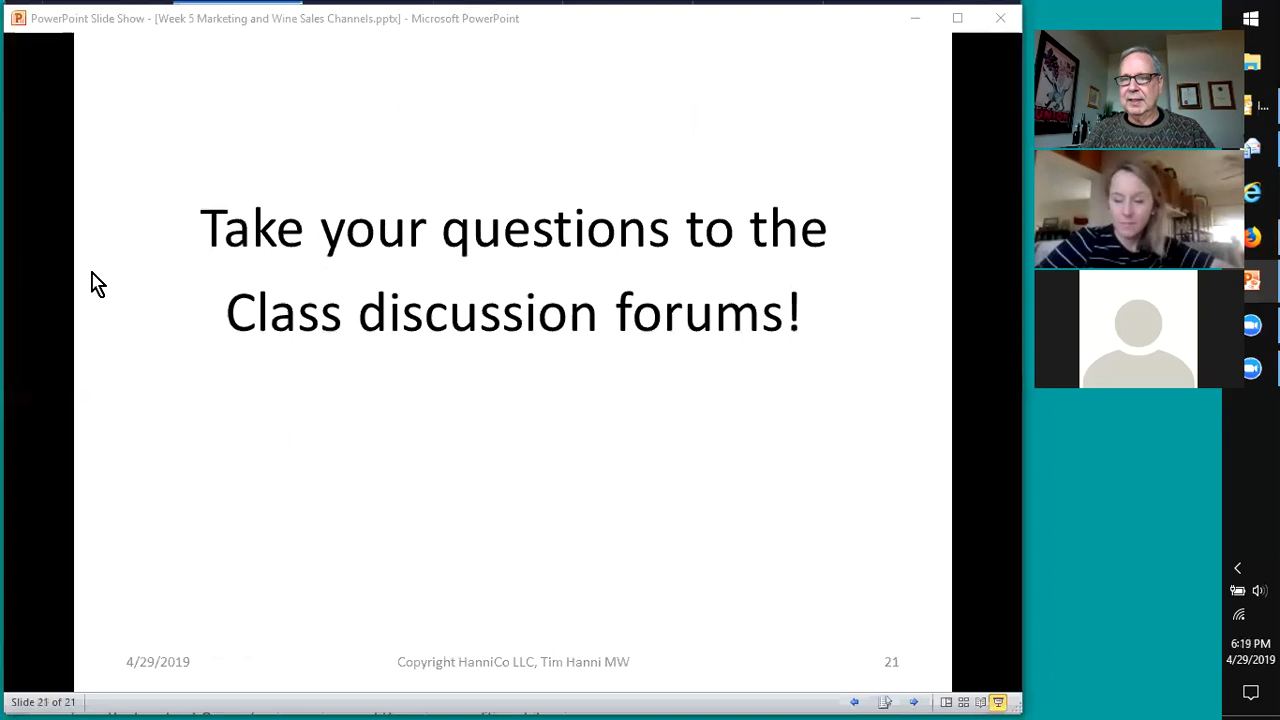 PowerPoint Slide Show - [Week 5 Marketing and Wine Sales Channels.pptx] - Microsoft PowerPoint
Take your questions to the
Class discussion forums!
4/29/2019
Copyright HanniCo LLC, Tim Hanni MW
21
Slide 21 of 21
I...
6:19 PM
4/29/2019